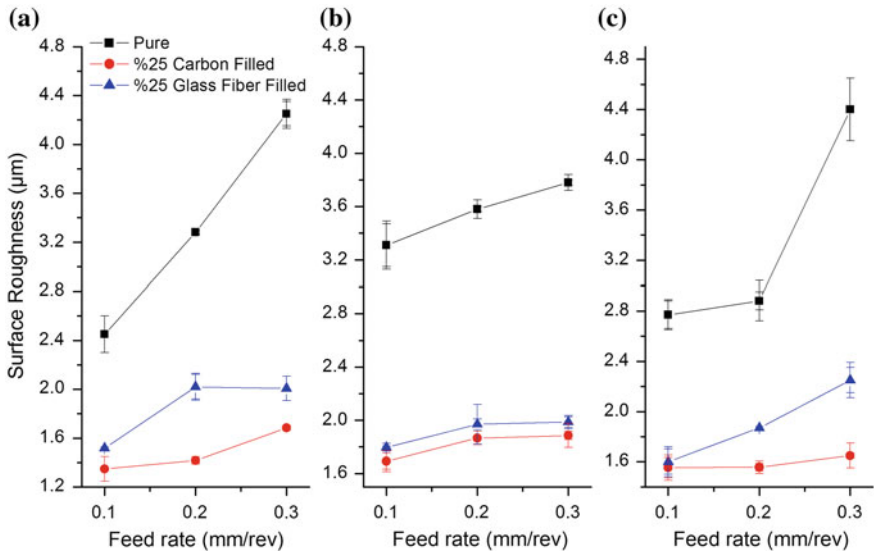 (a)
(b)
(c)
Pure
%25 Carbon Filled
%25 Glass Fiber Filled
Surface Roughness (μm)
4.8
4.4
4.0
3.6
3.2
2.8
2.4
2.0
1.6
1.2
0.1 0.2 0.3
Feed rate (mm/rev)
4.8
4.4
4.0
3.6
3.2
2.8
2.4
2.0
1.6
0.1 0.2 0.3
Feed rate (mm/rev)
4.8
4.4
4.0
3.6
3.2
2.8
2.4
2.0
1.6
0.1 0.2 0.3
Feed rate (mm/rev)